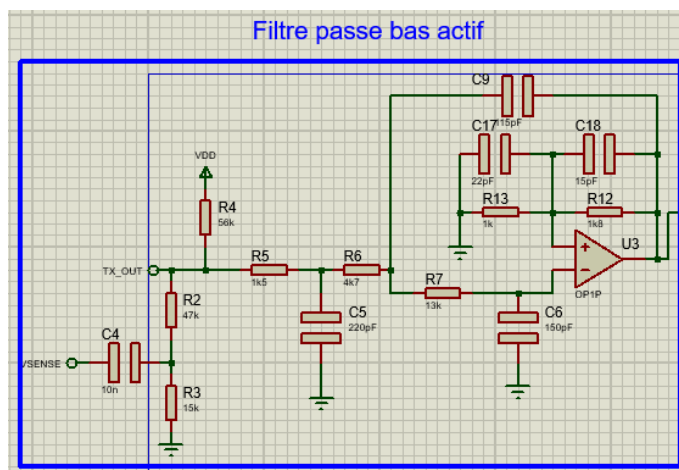 Filtre passe bas actif
C9
115pF
C17
C18
22pF
15pF
VDD
R13
R12
1k
1k8
R4
56k
U3
TX_OUT
R5
R6
1k5
4k7
+
−
OP1P
R7
13k
R2
47k
C5
220pF
C6
150pF
C4
VSENSE
10n
R3
15k